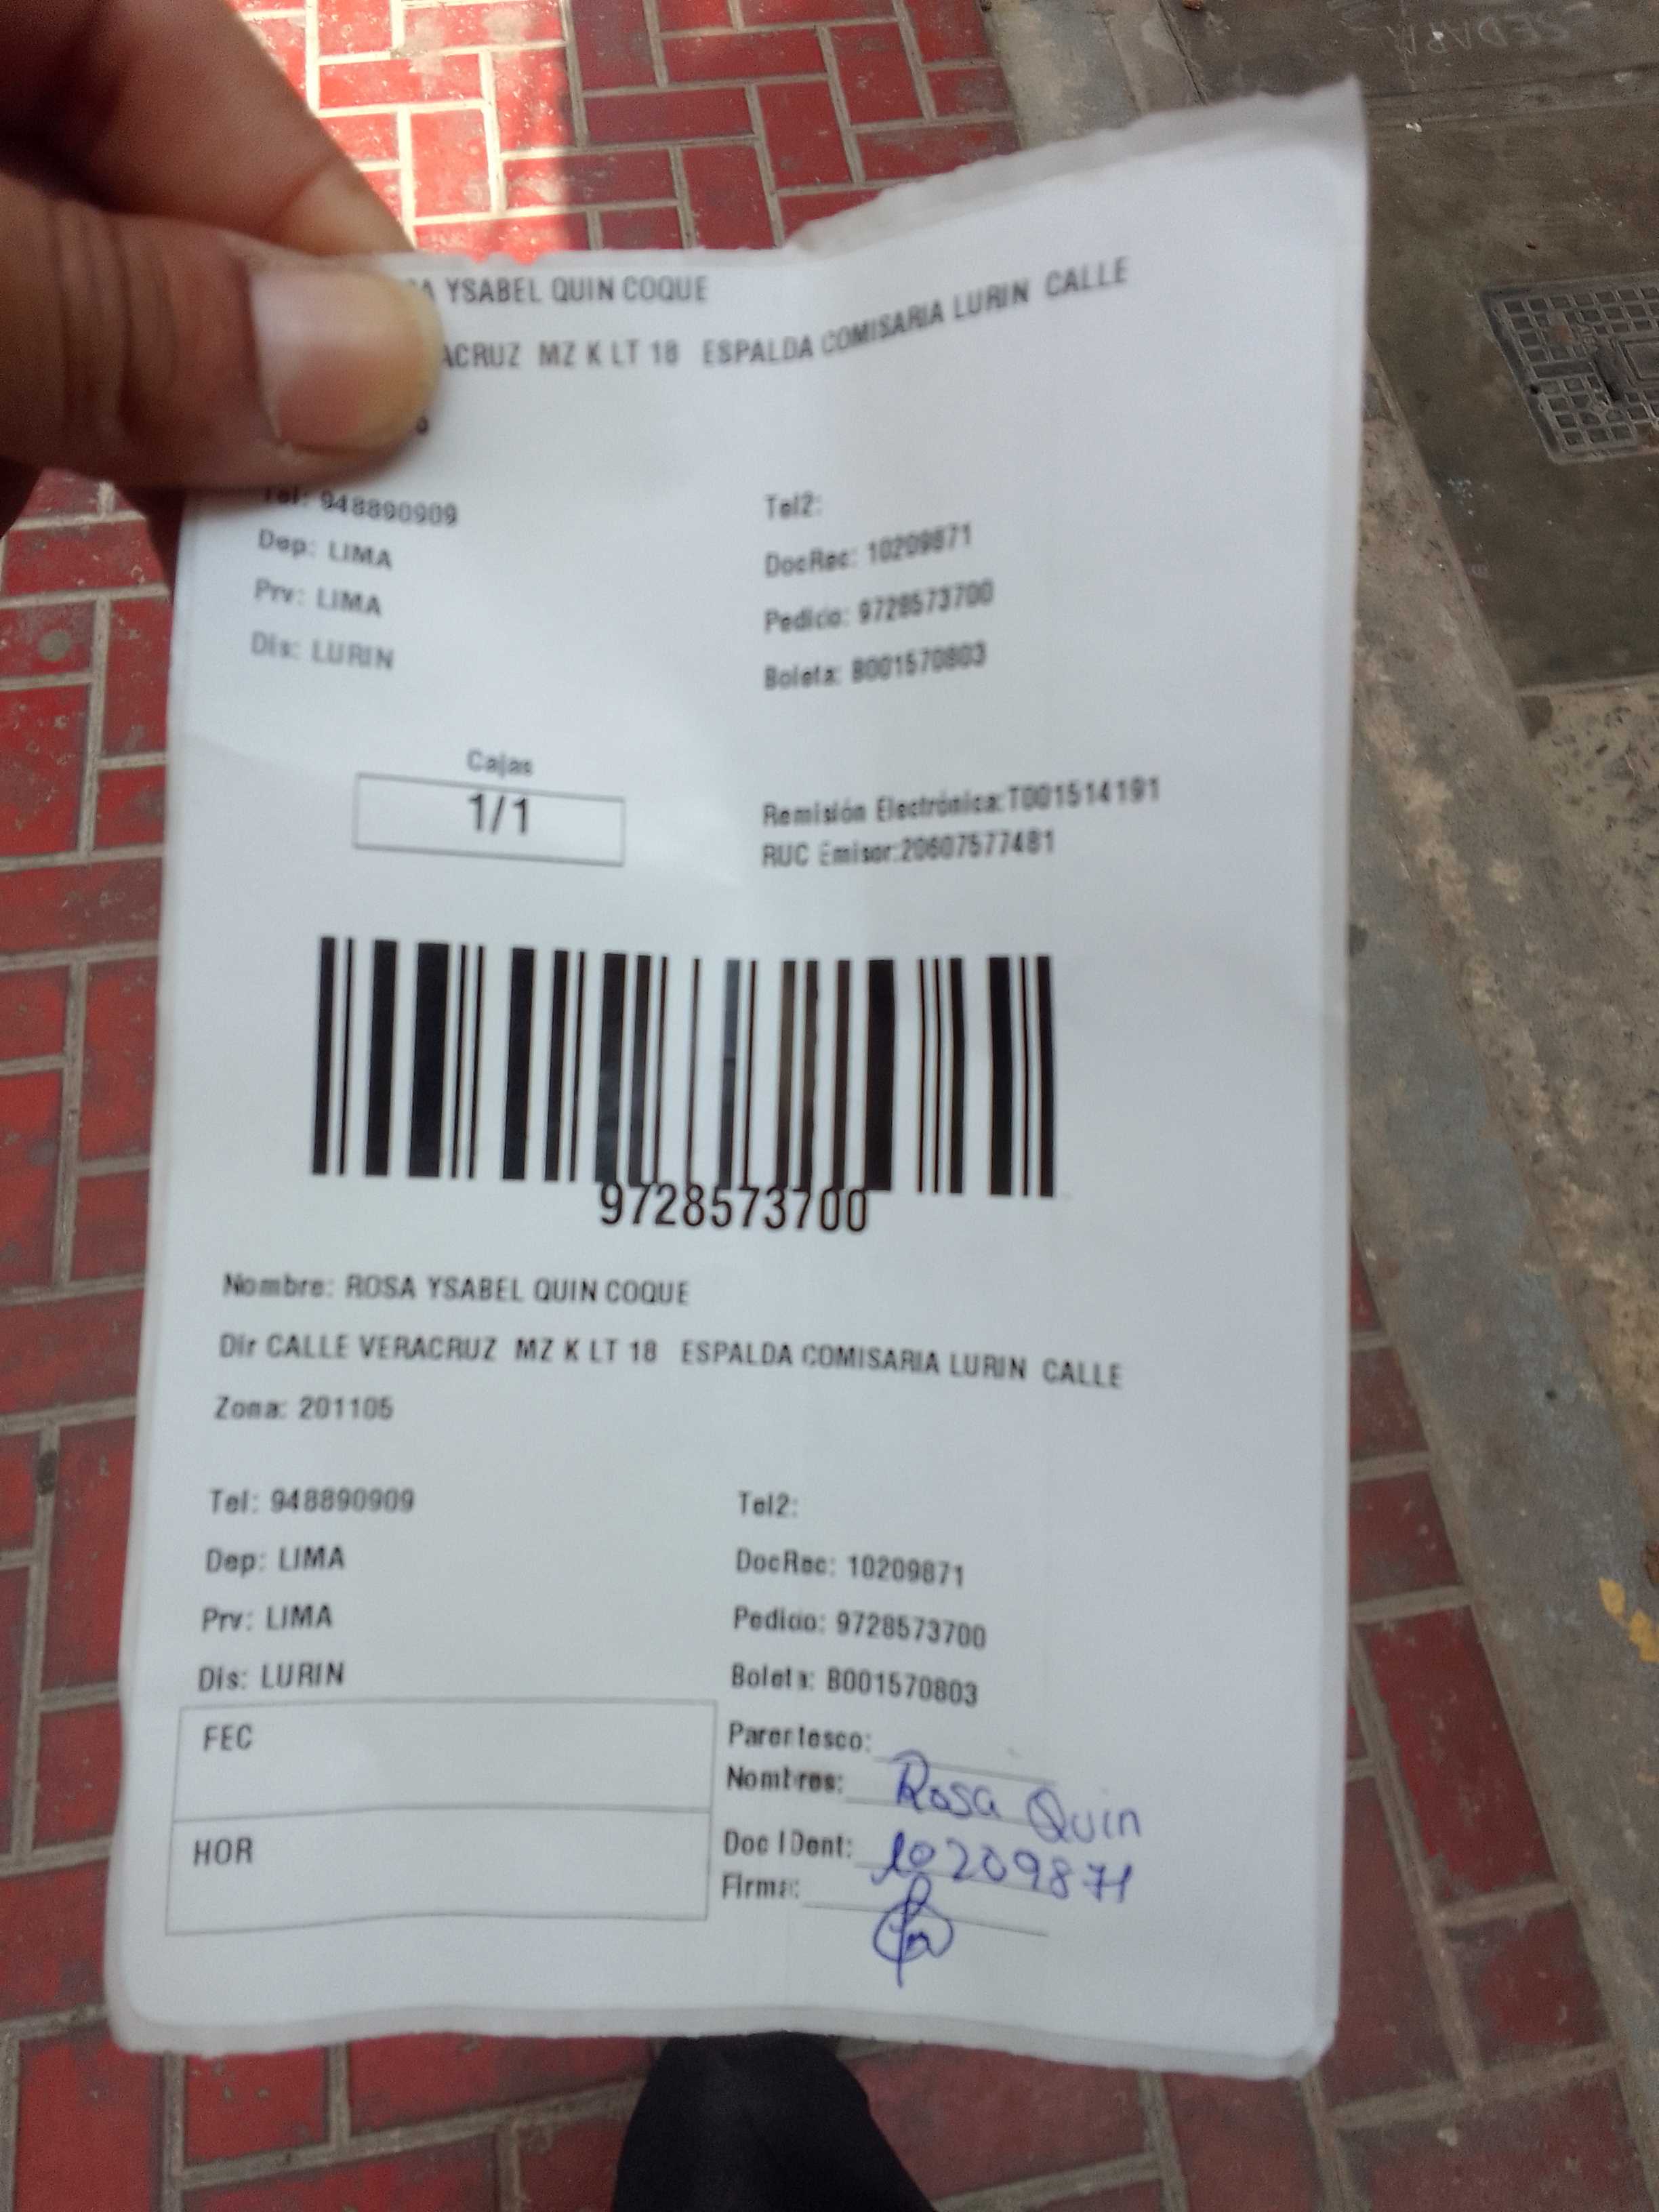 YSABEL QUIN COQUE
ACRUZ MZ K LT 18 ESPALDA COMISARIA LURIN CALLE
Tel: 948890909 Tel2:
Dep: LIMA DocRec: 10209871
Prv: LIMA Pedido: 9728573700
Dis: LURIN Boleta: B001570803
Cajas
1/1
Remisión Electrónica:T001514191
RUC Emisor:20607577481
9728573700
Nombre: ROSA YSABEL QUIN COQUE
Dir CALLE VERACRUZ MZ K LT 18 ESPALDA COMISARIA LURIN CALLE
Zona: 201105
Tel: 948890909 Tel2:
Dep: LIMA DocRec: 10209871
Prv: LIMA Pedido: 9728573700
Dis: LURIN Boleta: B001570803
FEC
HOR
Parentesco:
Nombres: Rosa Quin
Doc IDent: 10209871
Firma: